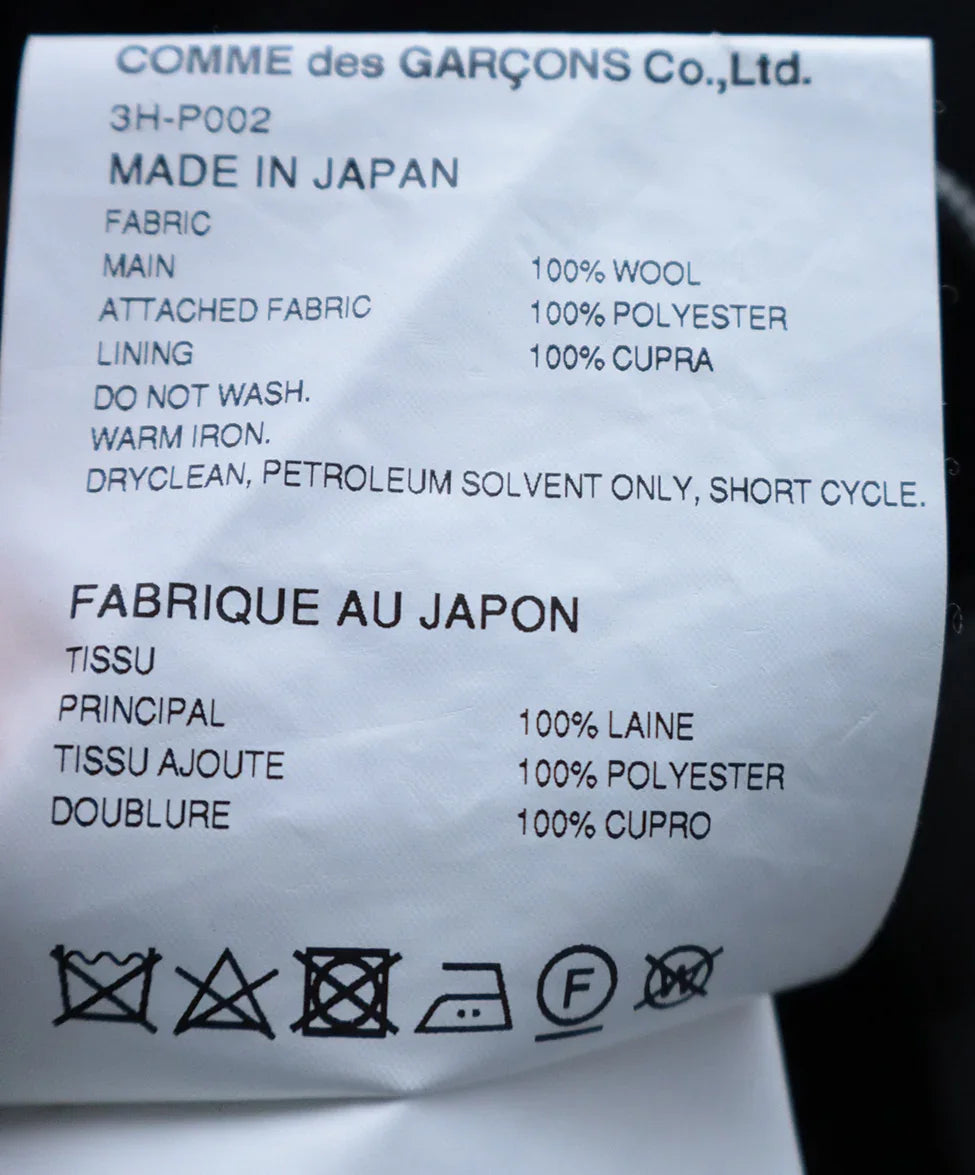 COMME des GARÇONS Co.,Ltd.
3H-P002
MADE IN JAPAN
FABRIC
MAIN 100% WOOL
ATTACHED FABRIC 100% POLYESTER
LINING 100% CUPRA
DO NOT WASH.
WARM IRON.
DRYCLEAN, PETROLEUM SOLVENT ONLY, SHORT CYCLE.
FABRIQUE AU JAPON
TISSU
PRINCIPAL 100% LAINE
TISSU AJOUTE 100% POLYESTER
DOUBLURE 100% CUPRO
F W